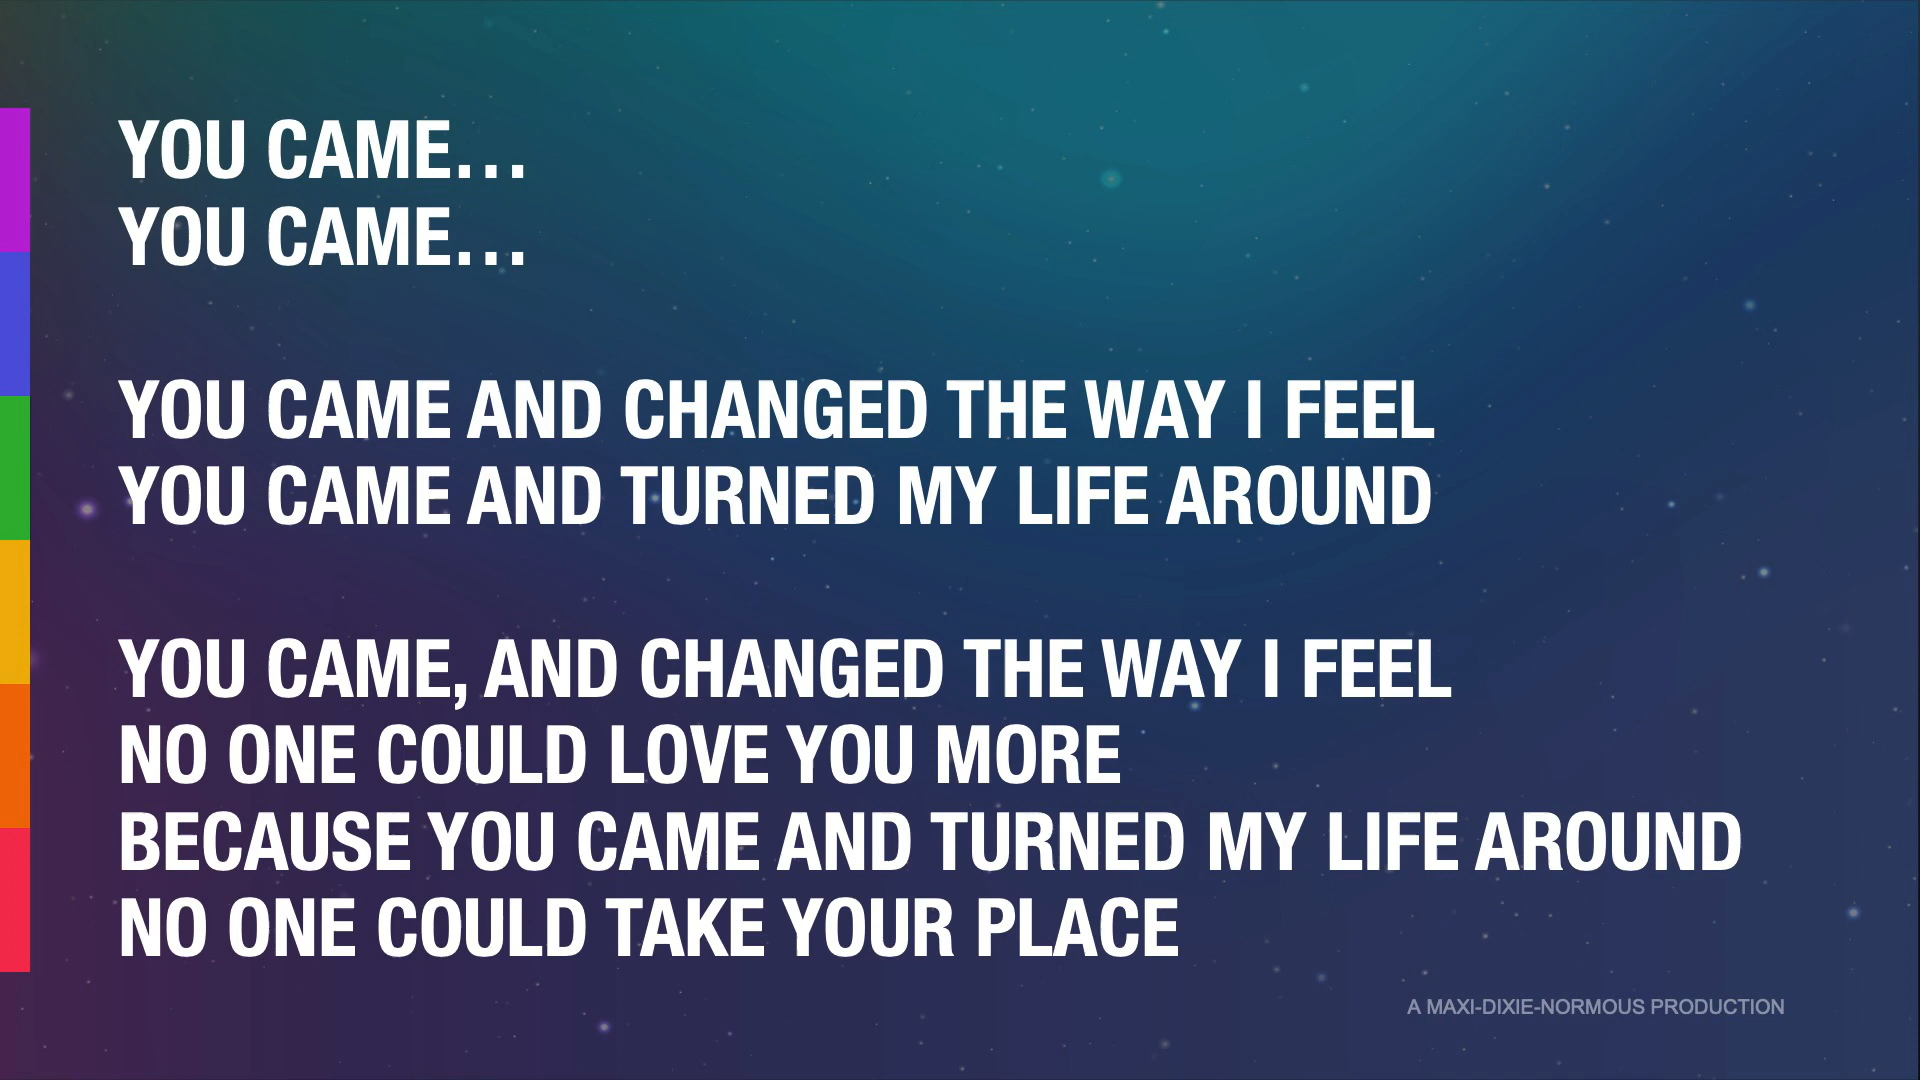 YOU CAME…
YOU CAME…
YOU CAME AND CHANGED THE WAY I FEEL
YOU CAME AND TURNED MY LIFE AROUND
YOU CAME, AND CHANGED THE WAY I FEEL
NO ONE COULD LOVE YOU MORE
BECAUSE YOU CAME AND TURNED MY LIFE AROUND
NO ONE COULD TAKE YOUR PLACE
A MAXI-DIXIE-NORMOUS PRODUCTION